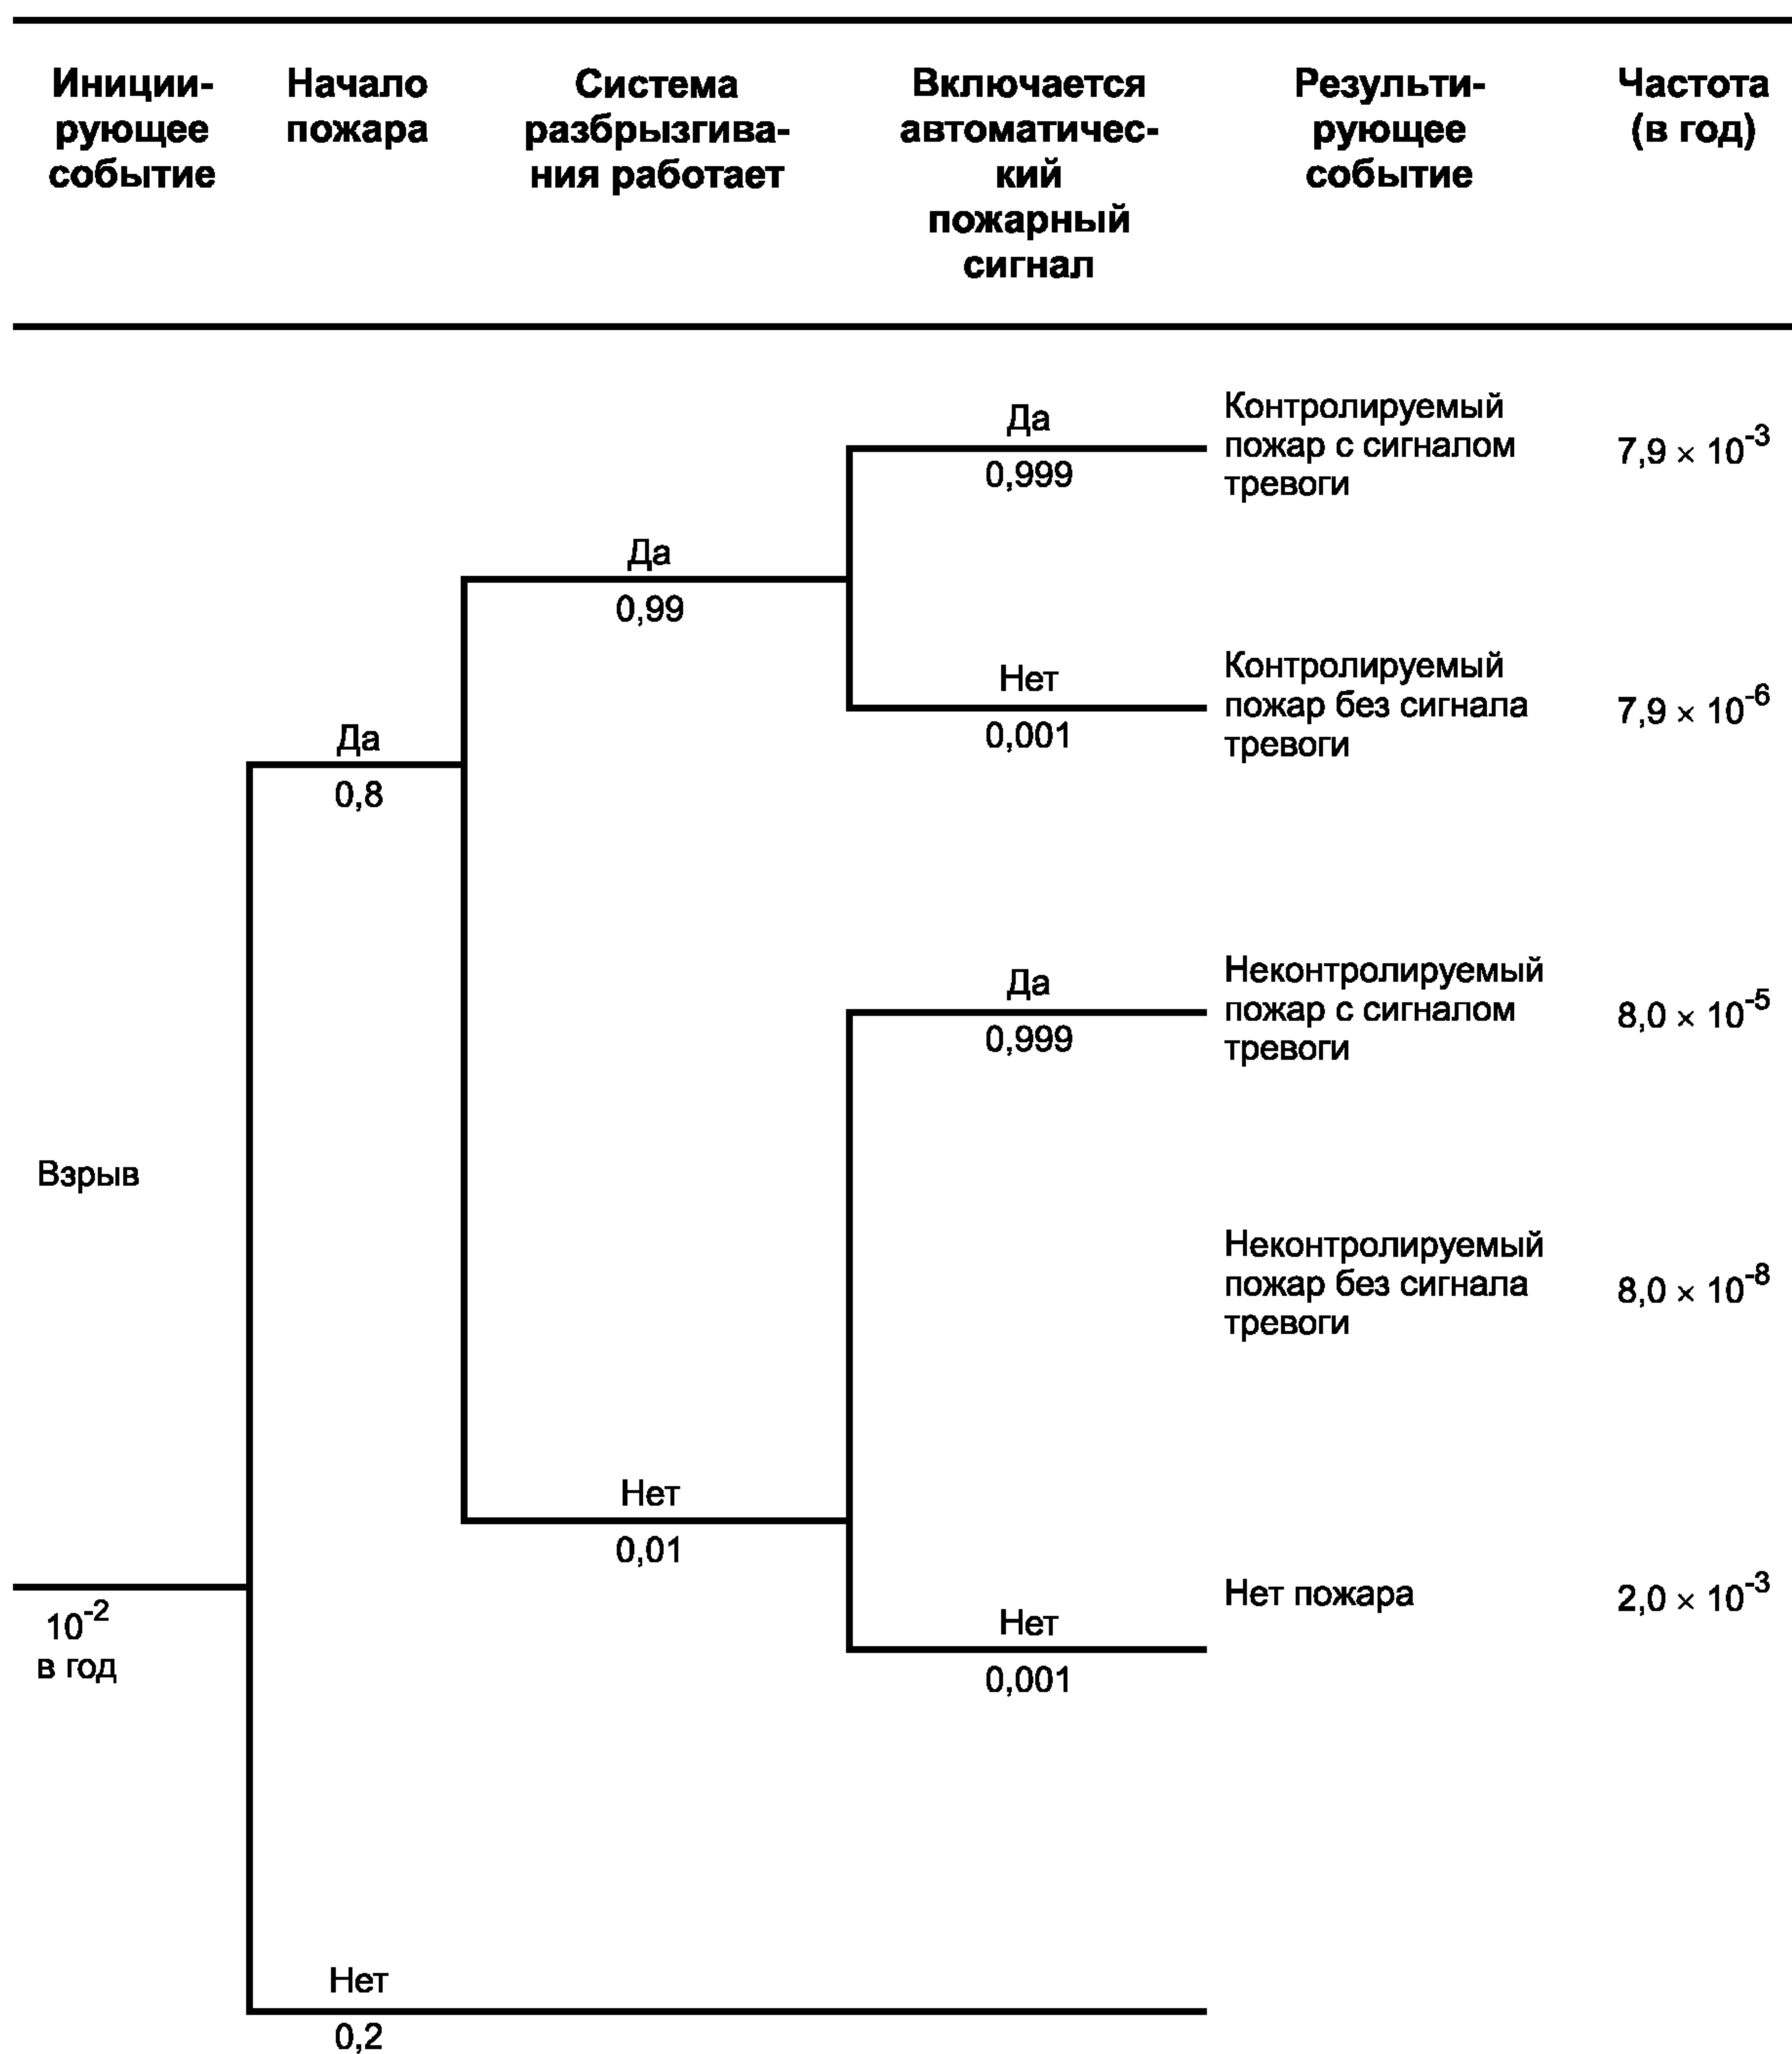 Иниции-
рующее
событие
Начало
пожара
Система
разбрызгива-
ния работает
Включается
автоматичес-
кий
пожарный
сигнал
Результи-
рующее
событие
Частота
(в год)
Да
0,999
Контролируемый
пожар с сигналом
тревоги
7,9 × 10⁻³
Да
0,99
Нет
0,001
Контролируемый
пожар без сигнала
тревоги
7,9 × 10⁻⁶
Да
0,8
Да
0,999
Неконтролируемый
пожар с сигналом
тревоги
8,0 × 10⁻⁵
Взрыв
Неконтролируемый
пожар без сигнала
тревоги
8,0 × 10⁻⁸
Нет
0,01
10⁻²
в год
Нет
0,001
Нет пожара
2,0 × 10⁻³
Нет
0,2